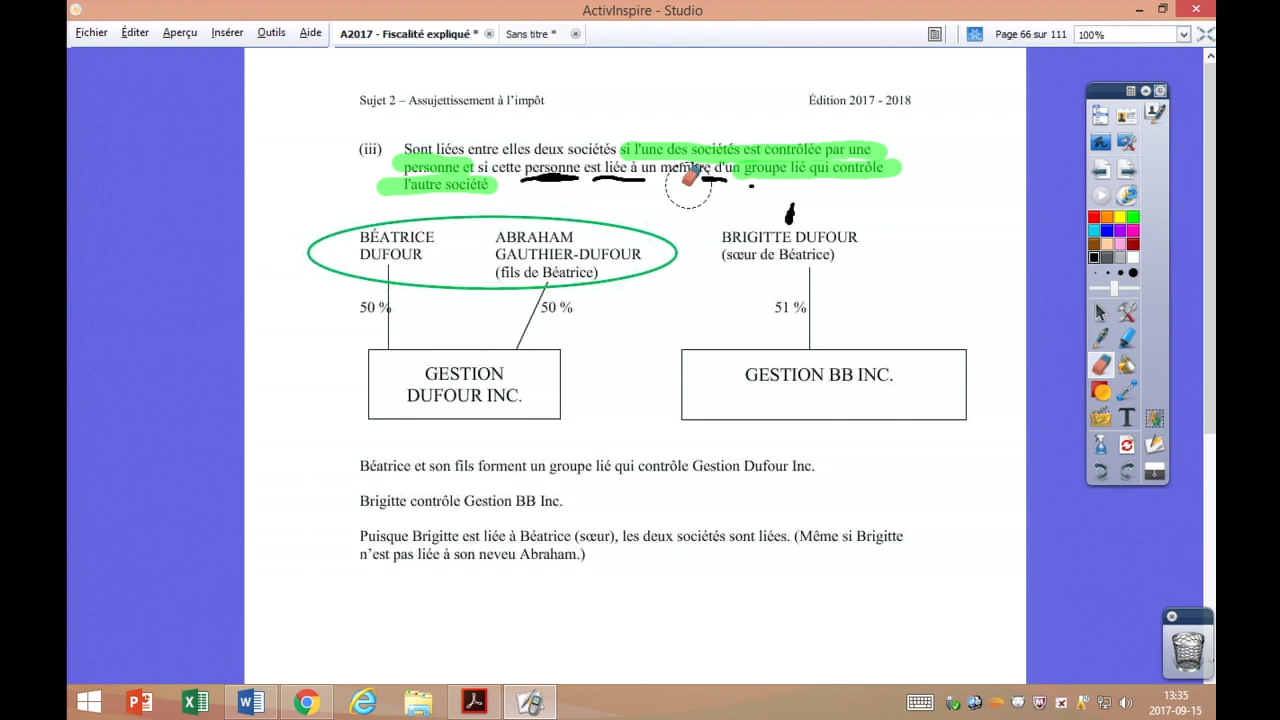 ActivInspire - Studio
Fichier Éditer Aperçu Insérer Outils Aide A2017 - Fiscalité expliqué * Sans titre * Page 66 sur 111 100%
Sujet 2 – Assujettissement à l'impôt Édition 2017 - 2018
(iii) Sont liées entre elles deux sociétés si l'une des sociétés est contrôlée par une
personne et si cette personne est liée à un membre d'un groupe lié qui contrôle
l'autre société
BÉATRICE ABRAHAM BRIGITTE DUFOUR
DUFOUR GAUTHIER-DUFOUR (sœur de Béatrice)
(fils de Béatrice)
50 % 50 % 51 %
GESTION GESTION BB INC.
DUFOUR INC.
Béatrice et son fils forment un groupe lié qui contrôle Gestion Dufour Inc.
Brigitte contrôle Gestion BB Inc.
Puisque Brigitte est liée à Béatrice (sœur), les deux sociétés sont liées. (Même si Brigitte
n'est pas liée à son neveu Abraham.)
13:35
2017-09-15